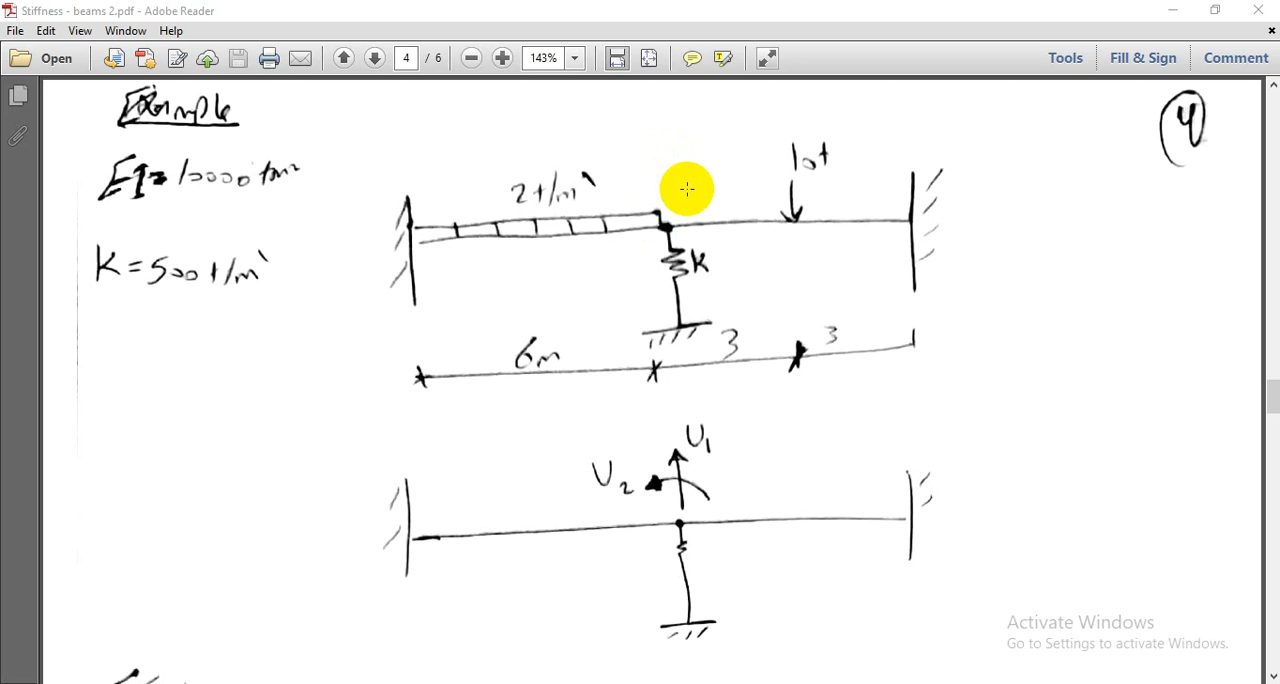 Stiffness - beams 2.pdf - Adobe Reader
File Edit View Window Help
Open 4 / 6 143% Tools Fill & Sign Comment
Example
4
EI = 10000 tm²
10t
2t/m'
K = 500 t/m'
K
6m 3 3
U1
U2
Activate Windows
Go to Settings to activate Windows.